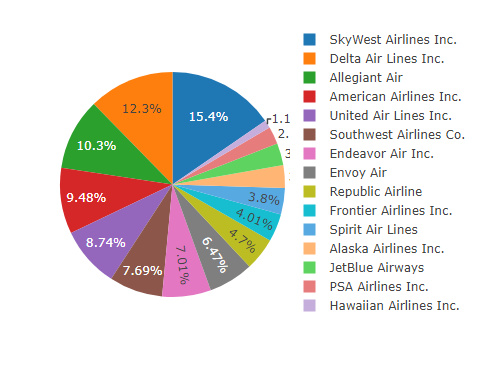 15.4%
12.3%
10.3%
9.48%
8.74%
7.69%
7.01%
6.47%
4.7%
4.01%
3.8%
SkyWest Airlines Inc.
Delta Air Lines Inc.
Allegiant Air
American Airlines Inc.
United Air Lines Inc.
Southwest Airlines Co.
Endeavor Air Inc.
Envoy Air
Republic Airline
Frontier Airlines Inc.
Spirit Air Lines
Alaska Airlines Inc.
JetBlue Airways
PSA Airlines Inc.
Hawaiian Airlines Inc.